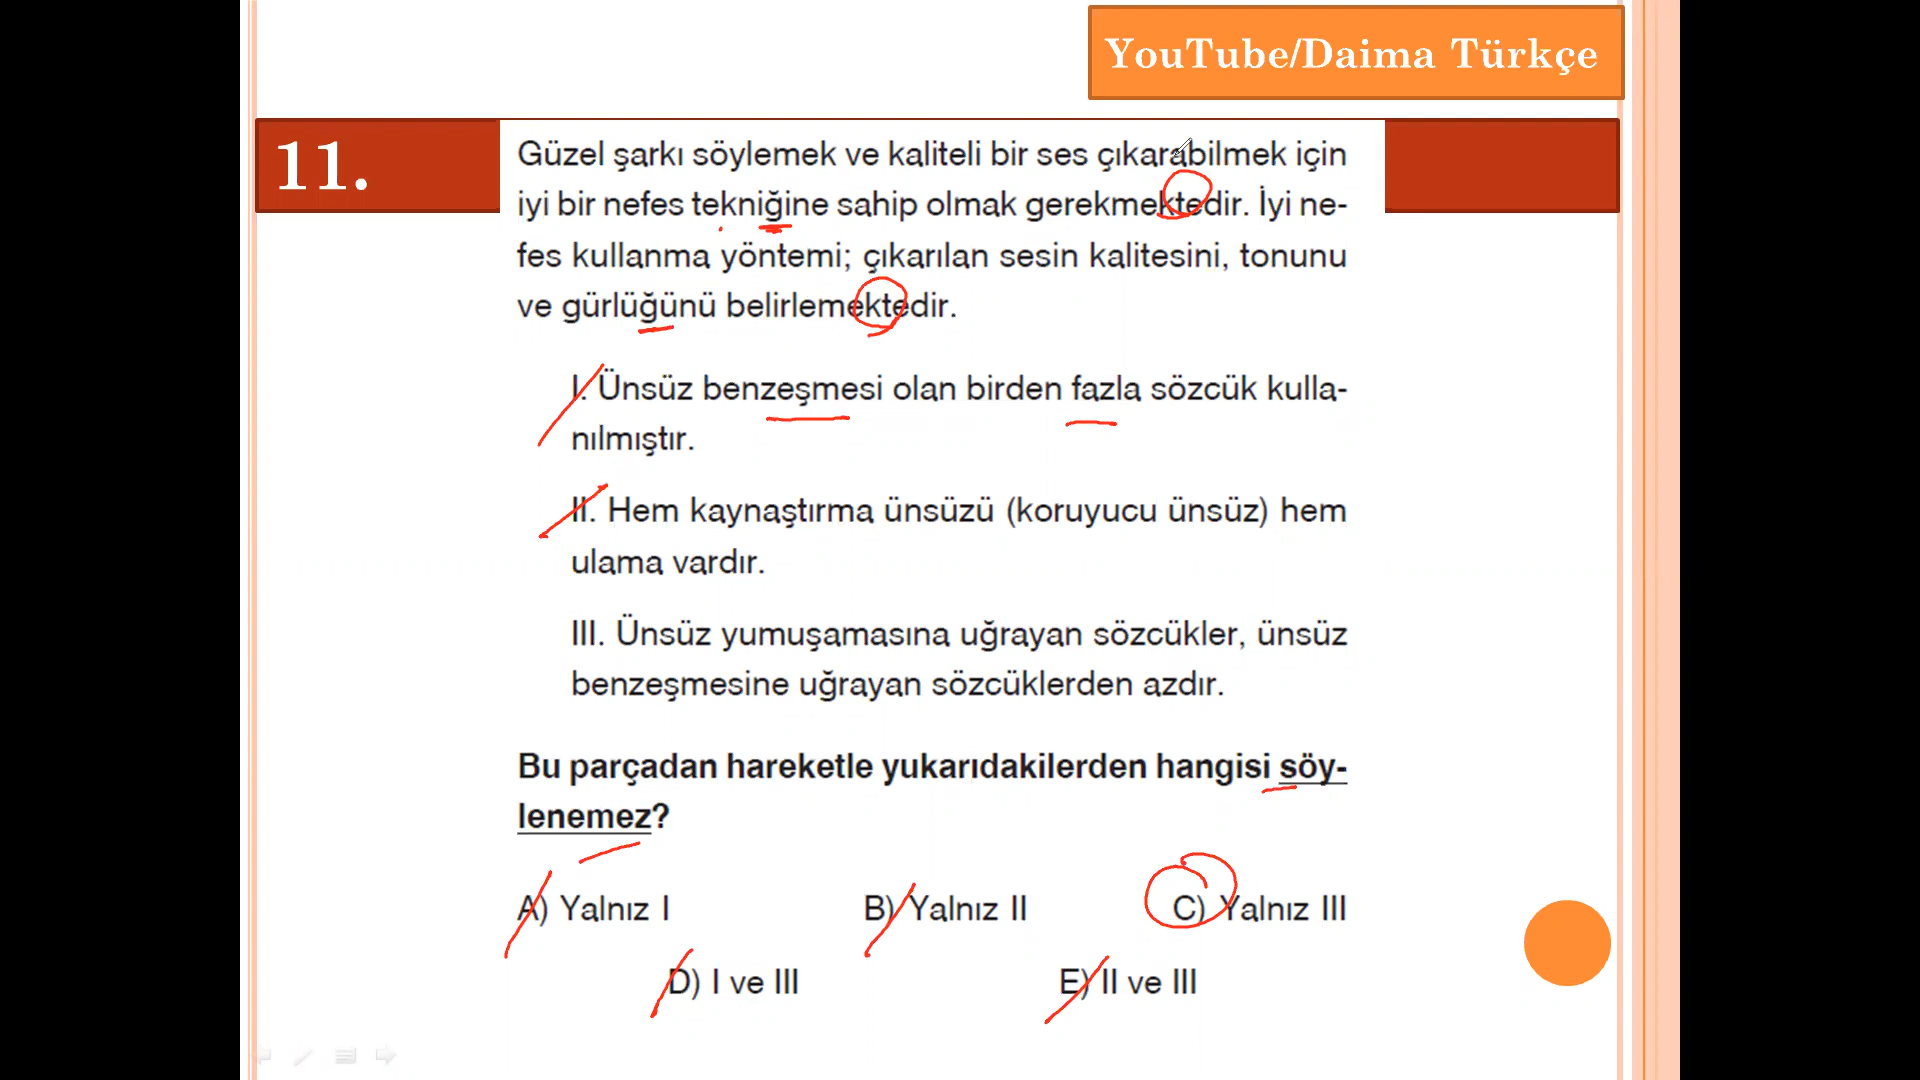 YouTube/Daima Türkçe
11.
Güzel şarkı söylemek ve kaliteli bir ses çıkarabilmek için
iyi bir nefes tekniğine sahip olmak gerekmektedir. İyi ne-
fes kullanma yöntemi; çıkarılan sesin kalitesini, tonunu
ve gürlüğünü belirlemektedir.
I. Ünsüz benzeşmesi olan birden fazla sözcük kulla-
nılmıştır.
II. Hem kaynaştırma ünsüzü (koruyucu ünsüz) hem
ulama vardır.
III. Ünsüz yumuşamasına uğrayan sözcükler, ünsüz
benzeşmesine uğrayan sözcüklerden azdır.
Bu parçadan hareketle yukarıdakilerden hangisi söy-
lenemez?
A) Yalnız I B) Yalnız II C) Yalnız III
D) I ve III E) II ve III